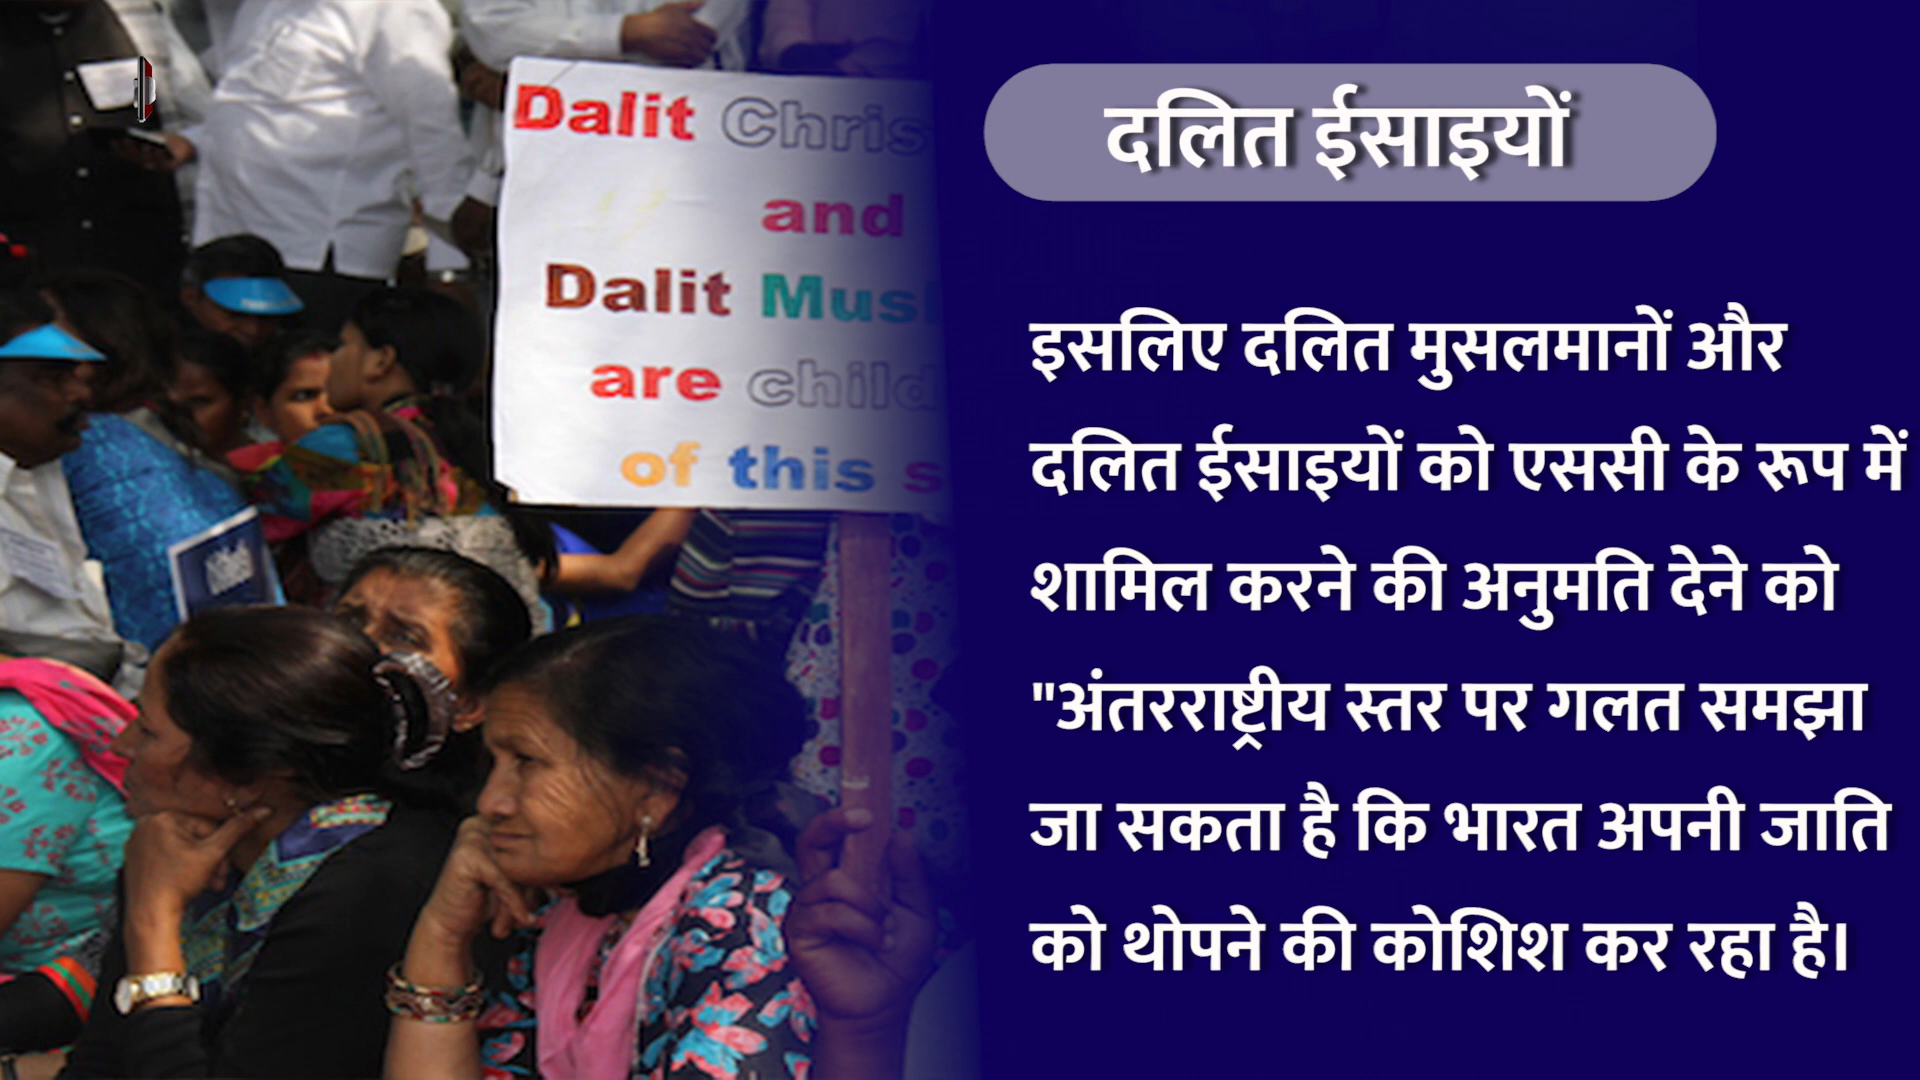 Dalit
and
Dalit
are
of this
दलित ईसाइयों
इसलिए दलित मुसलमानों और
दलित ईसाइयों को एससी के रूप में
शामिल करने की अनुमति देने को
"अंतरराष्ट्रीय स्तर पर गलत समझा
जा सकता है कि भारत अपनी जाति
को थोपने की कोशिश कर रहा है।